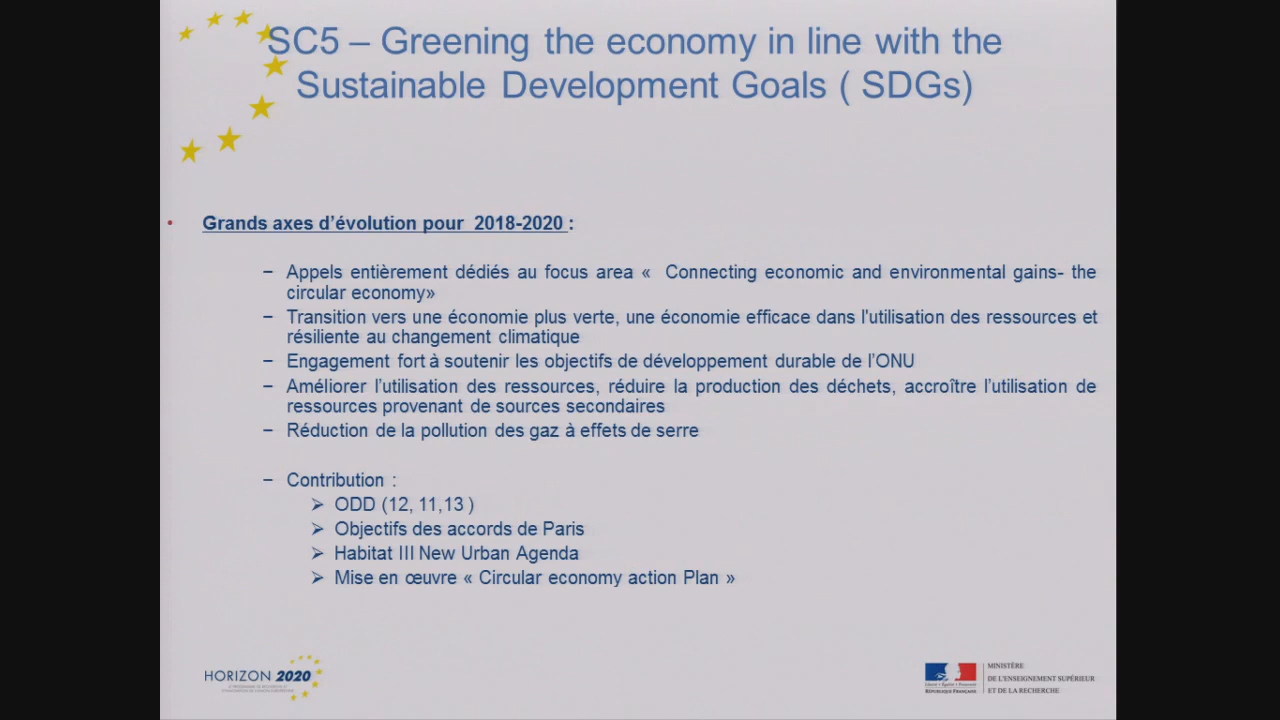 SC5 – Greening the economy in line with the
Sustainable Development Goals ( SDGs)
• Grands axes d’évolution pour 2018-2020 :
– Appels entièrement dédiés au focus area « Connecting economic and environmental gains- the
circular economy»
– Transition vers une économie plus verte, une économie efficace dans l'utilisation des ressources et
résiliente au changement climatique
– Engagement fort à soutenir les objectifs de développement durable de l’ONU
– Améliorer l’utilisation des ressources, réduire la production des déchets, accroître l’utilisation de
ressources provenant de sources secondaires
– Réduction de la pollution des gaz à effets de serre
– Contribution :
➢ ODD (12, 11,13 )
➢ Objectifs des accords de Paris
➢ Habitat III New Urban Agenda
➢ Mise en œuvre « Circular economy action Plan »
HORIZON 2020
Liberté • Égalité • Fraternité
RÉPUBLIQUE FRANÇAISE
MINISTÈRE
DE L'ENSEIGNEMENT SUPÉRIEUR
ET DE LA RECHERCHE